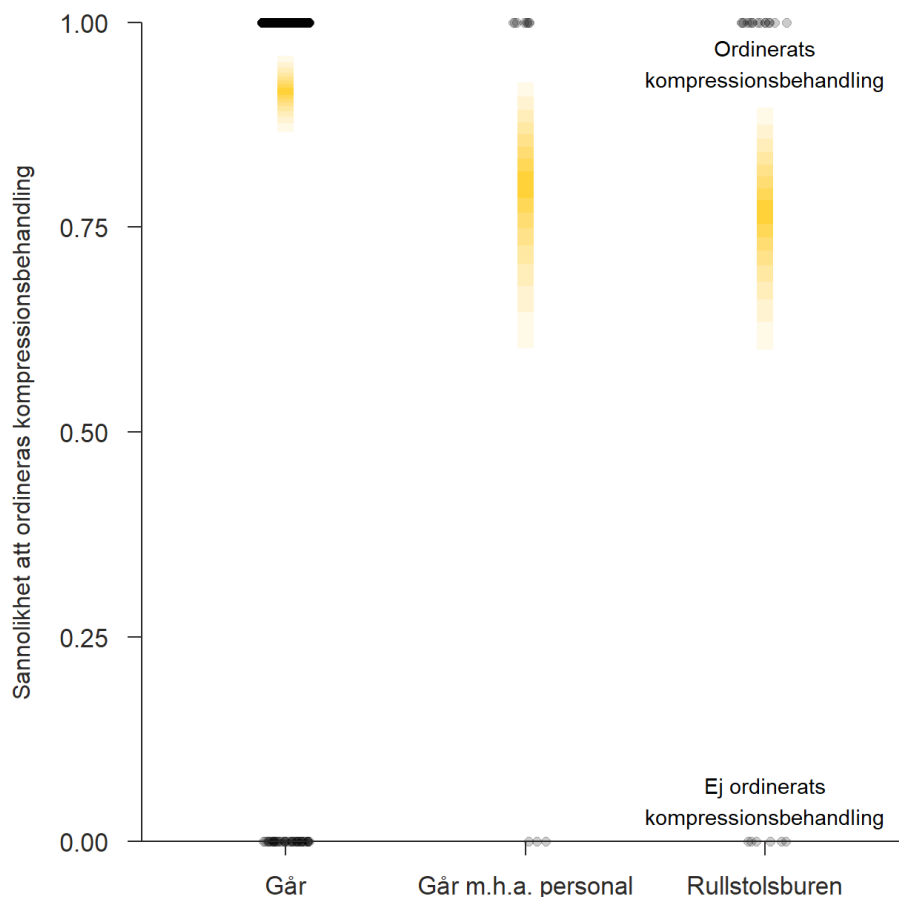 Sannolikhet att ordineras kompressionsbehandling
1.00
0.75
0.50
0.25
0.00
Ordinerats
kompressionsbehandling
Ej ordinerats
kompressionsbehandling
Går
Går m.h.a. personal
Rullstolsburen